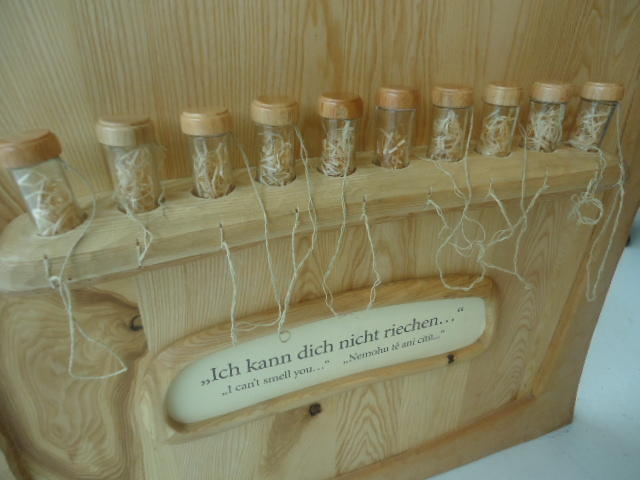 „Ich kann dich nicht riechen…“
„I can't smell you…“ „Nemohu tě ani cítit...“